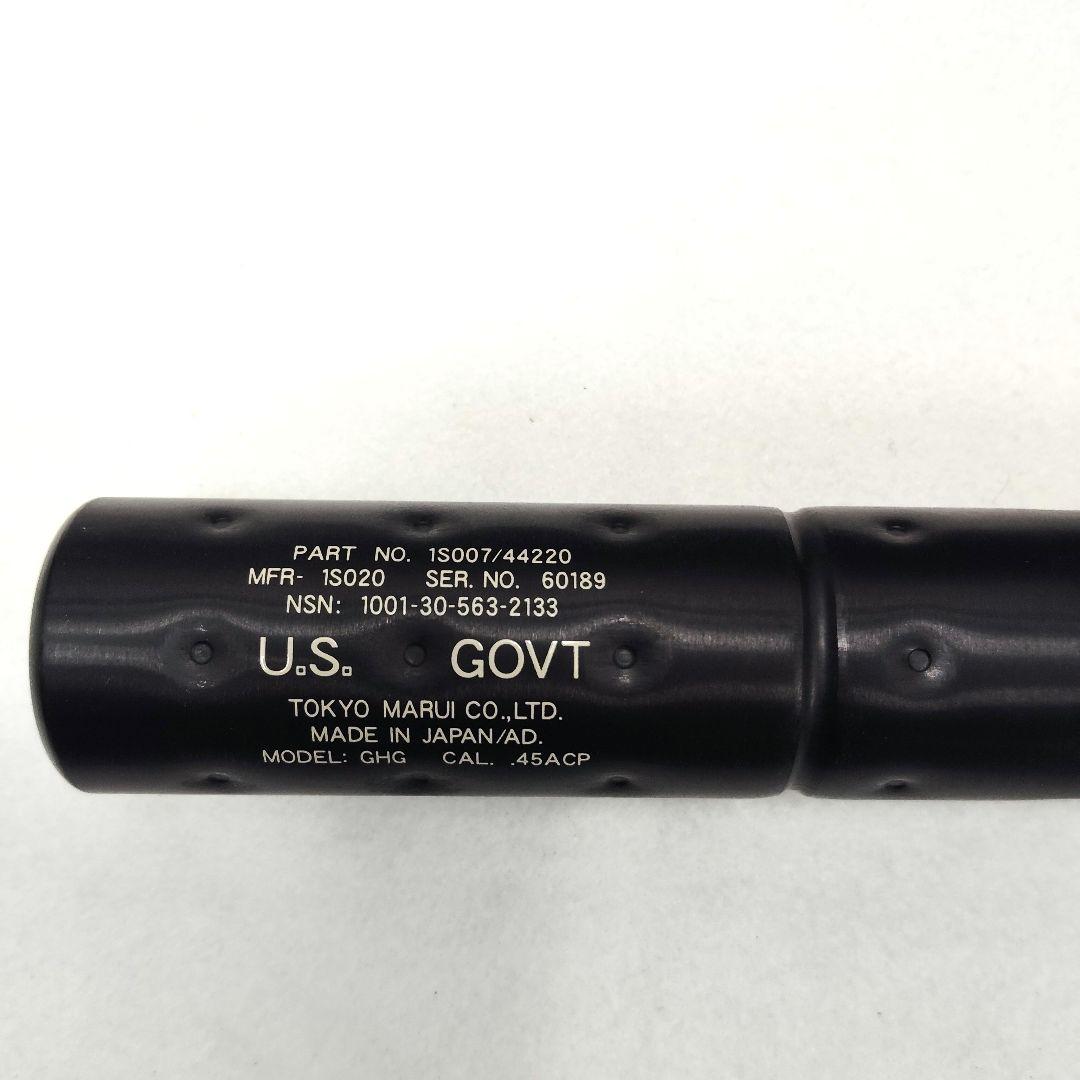 PART NO. 1S007/44220
MFR- 1S020 SER. NO. 60189
NSN: 1001-30-563-2133
U.S. GOVT
TOKYO MARUI CO.,LTD.
MADE IN JAPAN/AD.
MODEL: GHG CAL. .45ACP